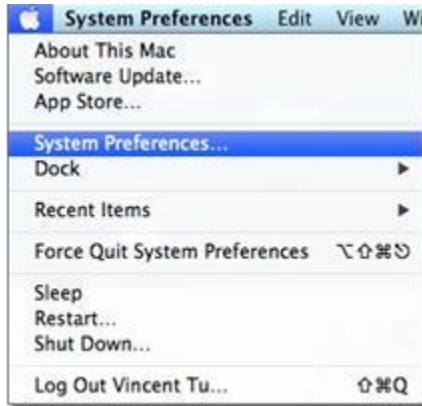 System Preferences Edit View
About This Mac
Software Update...
App Store...
System Preferences...
Dock
Recent Items
Force Quit System Preferences ⌥⇧⌘⎋
Sleep
Restart...
Shut Down...
Log Out Vincent Tu... ⇧⌘Q